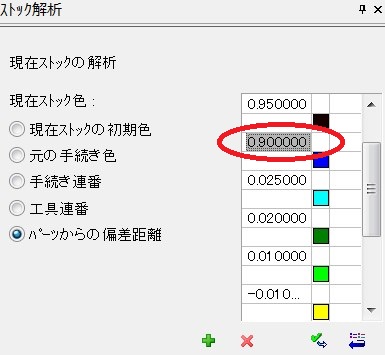 ストック解析
現在ストックの解析
現在ストック色 :
現在ストックの初期色
元の手続き色
手続き連番
工具連番
パーツからの偏差距離
0.950000
0.900000
0.025000
0.020000
0.010000
-0.010...